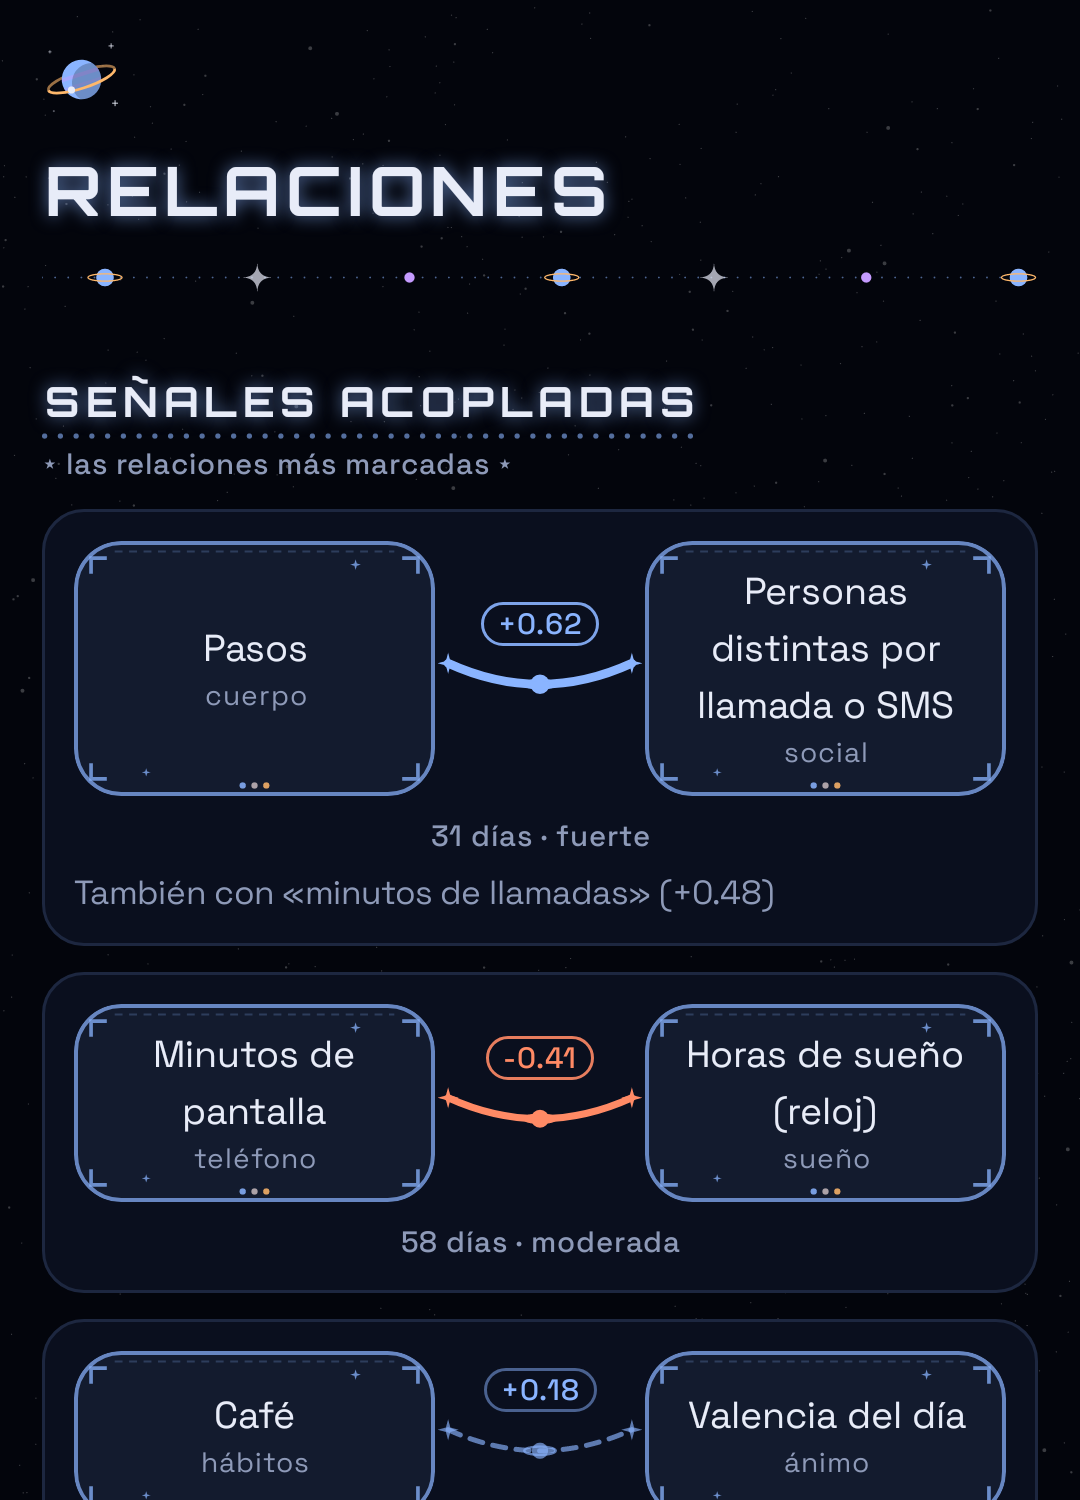 RELACIONES
SEÑALES ACOPLADAS
⋆ las relaciones más marcadas ⋆
Pasos
cuerpo
+0.62
Personas
distintas por
llamada o SMS
social
31 días · fuerte
También con «minutos de llamadas» (+0.48)
Minutos de
pantalla
teléfono
-0.41
Horas de sueño
(reloj)
sueño
58 días · moderada
Café
hábitos
+0.18
Valencia del día
ánimo